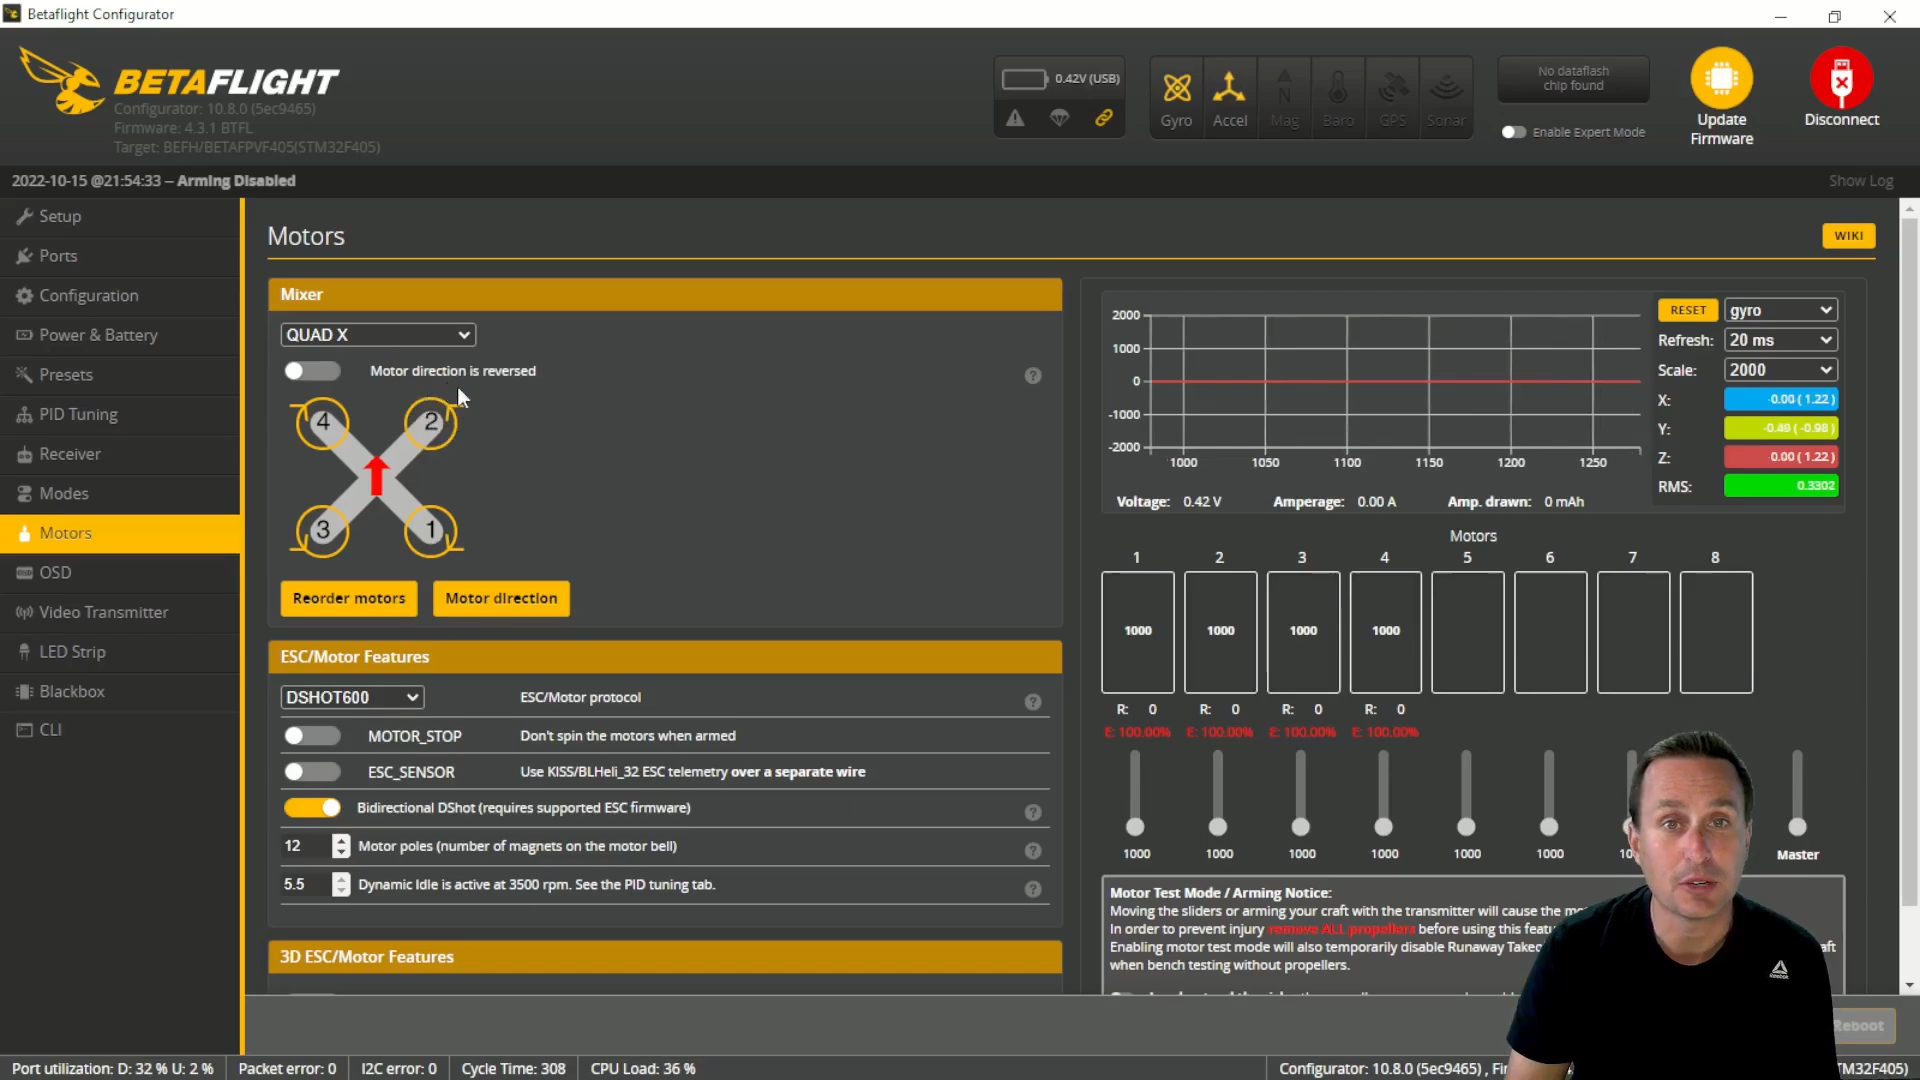 Betaflight Configurator
BETAFLIGHT
Configurator: 10.8.0 (5ec9465)
Firmware: 4.3.1 BTFL
Target: BEFH/BETAFPVF405(STM32F405)
0.42V (USB)
Gyro
Accel
Mag
Baro
GPS
Sonar
No dataflash
chip found
Enable Expert Mode
Update
Firmware
Disconnect
2022-10-15 @21:54:33 -- Arming Disabled
Show Log
Setup
Ports
Configuration
Power & Battery
Presets
PID Tuning
Receiver
Modes
Motors
OSD
Video Transmitter
LED Strip
Blackbox
CLI
Motors
WIKI
Mixer
QUAD X
Motor direction is reversed
?
4 2
3 1
Reorder motors
Motor direction
ESC/Motor Features
DSHOT600 ESC/Motor protocol ?
MOTOR_STOP Don't spin the motors when armed
ESC_SENSOR Use KISS/BLHeli_32 ESC telemetry over a separate wire
Bidirectional DShot (requires supported ESC firmware) ?
12 Motor poles (number of magnets on the motor bell) ?
5.5 Dynamic Idle is active at 3500 rpm. See the PID tuning tab. ?
3D ESC/Motor Features
2000
1000
0
-1000
-2000
1000 1050 1100 1150 1200 1250
RESET gyro
Refresh: 20 ms
Scale: 2000
X: -0.00 ( 1.22 )
Y: -0.49 ( -0.98 )
Z: 0.00 ( 1.22 )
RMS: 0.3302
Voltage: 0.42 V Amperage: 0.00 A Amp. drawn: 0 mAh
Motors
1 2 3 4 5 6 7 8
1000 1000 1000 1000
R: 0 R: 0 R: 0 R: 0
E: 100.00% E: 100.00% E: 100.00% E: 100.00%
1000 1000 1000 1000 1000 1000 10 Master
Motor Test Mode / Arming Notice:
Moving the sliders or arming your craft with the transmitter will cause the mo
In order to prevent injury remove ALL propellers before using this featu
Enabling motor test mode will also temporarily disable Runaway Takeo aft
when bench testing without propellers.
Reebok
Reboot
Port utilization: D: 32 % U: 2 %
Packet error: 0
I2C error: 0
Cycle Time: 308
CPU Load: 36 %
Configurator: 10.8.0 (5ec9465) , Fir TM32F405)